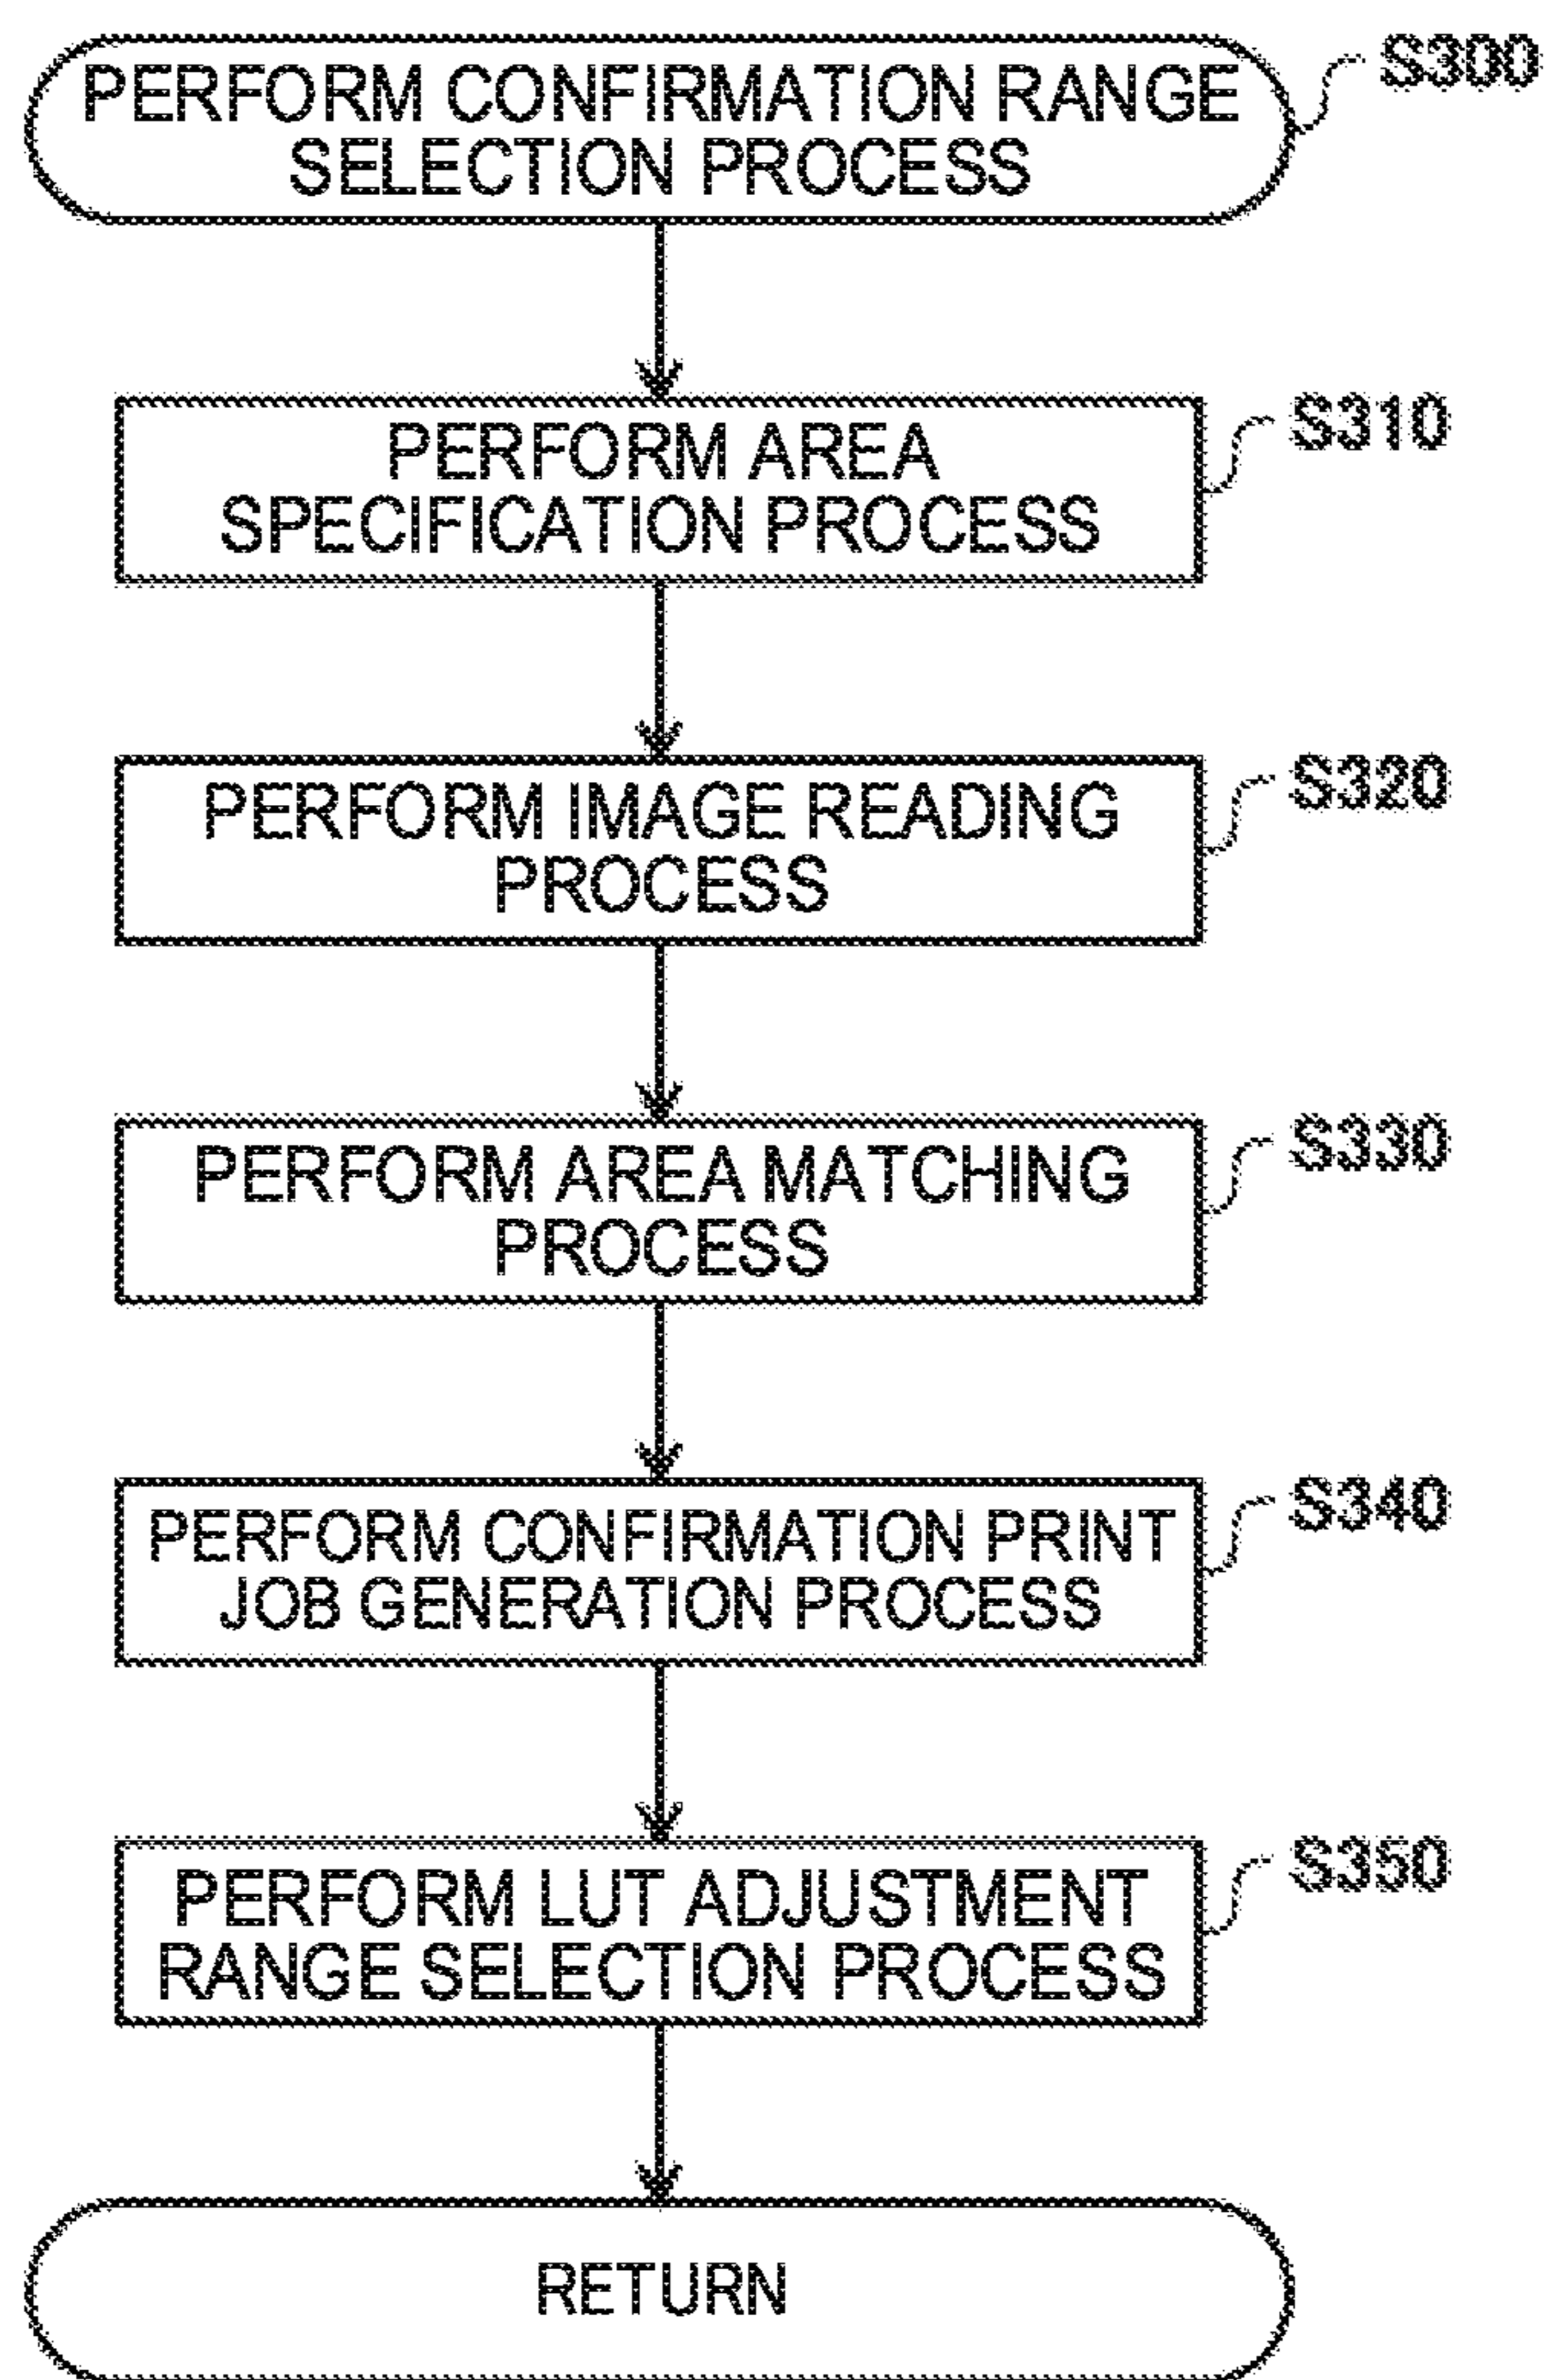 PERFORM CONFIRMATION RANGE
SELECTION PROCESS
S300
PERFORM AREA
SPECIFICATION PROCESS
S310
PERFORM IMAGE READING
PROCESS
S320
PERFORM AREA MATCHING
PROCESS
S330
PERFORM CONFIRMATION PRINT
JOB GENERATION PROCESS
S340
PERFORM LUT ADJUSTMENT
RANGE SELECTION PROCESS
S350
RETURN